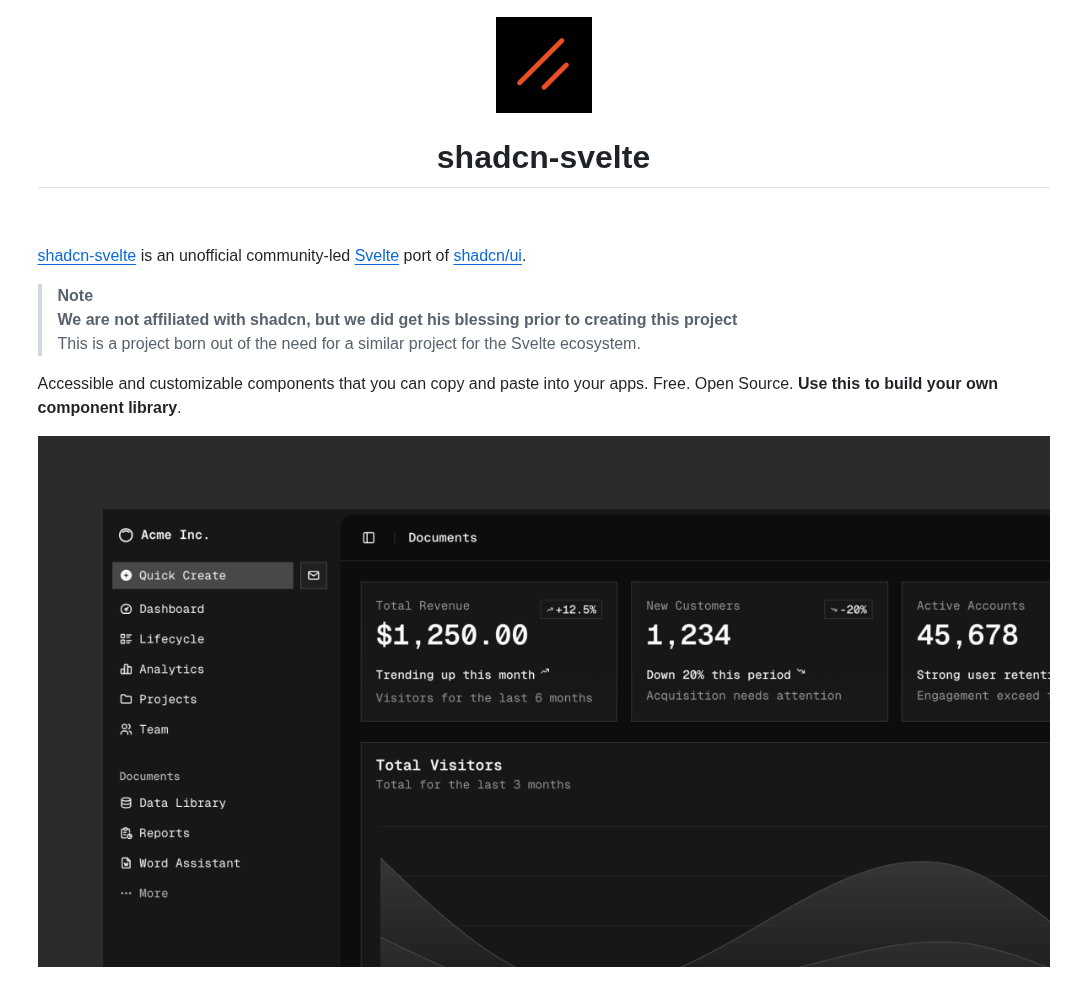 shadcn-svelte
shadcn-svelte is an unofficial community-led Svelte port of shadcn/ui.
Note
We are not affiliated with shadcn, but we did get his blessing prior to creating this project
This is a project born out of the need for a similar project for the Svelte ecosystem.
Accessible and customizable components that you can copy and paste into your apps. Free. Open Source. Use this to build your own
component library.
Acme Inc.
Documents
Quick Create
Dashboard
Lifecycle
Analytics
Projects
Team
Documents
Data Library
Reports
Word Assistant
More
Total Revenue
+12.5%
$1,250.00
Trending up this month
Visitors for the last 6 months
New Customers
-20%
1,234
Down 20% this period
Acquisition needs attention
Active Accounts
45,678
Strong user
Engagement exceed
Total Visitors
Total for the last 3 months